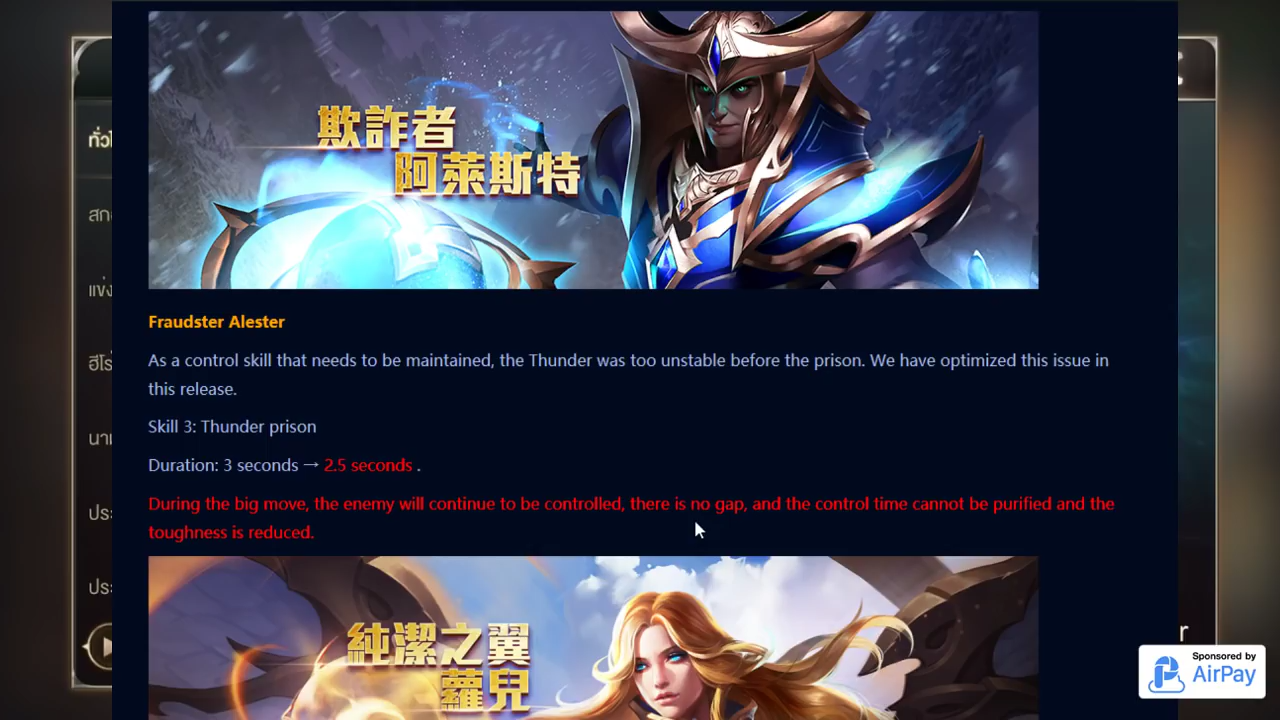 欺詐者
阿萊斯特
Fraudster Alester
As a control skill that needs to be maintained, the Thunder was too unstable before the prison. We have optimized this issue in
this release.
Skill 3: Thunder prison
Duration: 3 seconds → 2.5 seconds .
During the big move, the enemy will continue to be controlled, there is no gap, and the control time cannot be purified and the
toughness is reduced.
純潔之翼
蘿兒
Sponsored by
AirPay